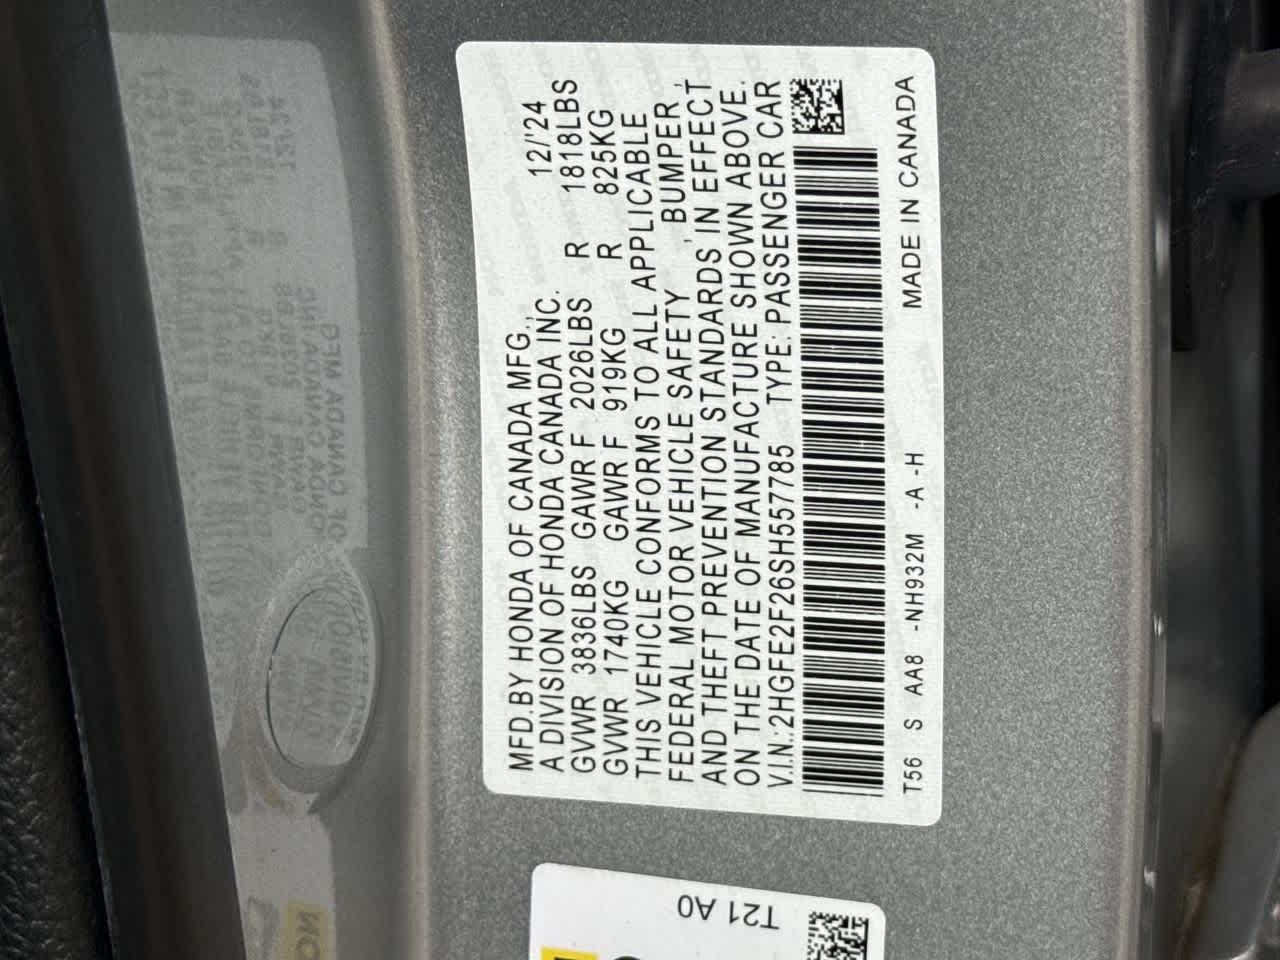 MFD.BY HONDA OF CANADA MFG.,
A DIVISION OF HONDA CANADA INC. 12/'24
GVWR 3836LBS GAWR F 2026LBS R 1818LBS
GVWR 1740KG GAWR F 919KG R 825KG
THIS VEHICLE CONFORMS TO ALL APPLICABLE
FEDERAL MOTOR VEHICLE SAFETY , BUMPER ,
AND THEFT PREVENTION STANDARDS IN EFFECT
ON THE DATE OF MANUFACTURE SHOWN ABOVE.
V.I.N.:2HGFE2F26SH557785 TYPE: PASSENGER CAR
T56 S AA8 -NH932M -A -H MADE IN CANADA
T21 A0